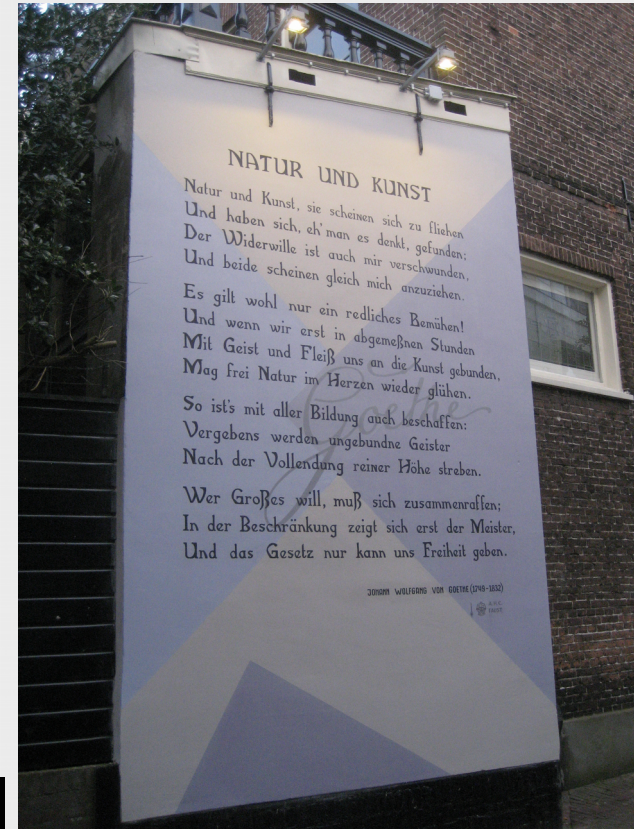 NATUR UND KUNST
Natur und Kunst, sie scheinen sich zu fliehen
Und haben sich, eh' man es denkt, gefunden;
Der Widerwille ist auch mir verschwunden,
Und beide scheinen gleich mich anzuziehen.
Es gilt wohl nur ein redliches Bemühen!
Und wenn wir erst in abgemeßnen Stunden
Mit Geist und Fleiß uns an die Kunst gebunden,
Mag frei Natur im Herzen wieder glühen.
So ist's mit aller Bildung auch beschaffen:
Vergebens werden ungebundne Geister
Nach der Vollendung reiner Höhe streben.
Wer Großes will, muß sich zusammenraffen;
In der Beschränkung zeigt sich erst der Meister,
Und das Gesetz nur kann uns Freiheit geben.
Goethe
JOHANN WOLFGANG VON GOETHE (1749-1832)